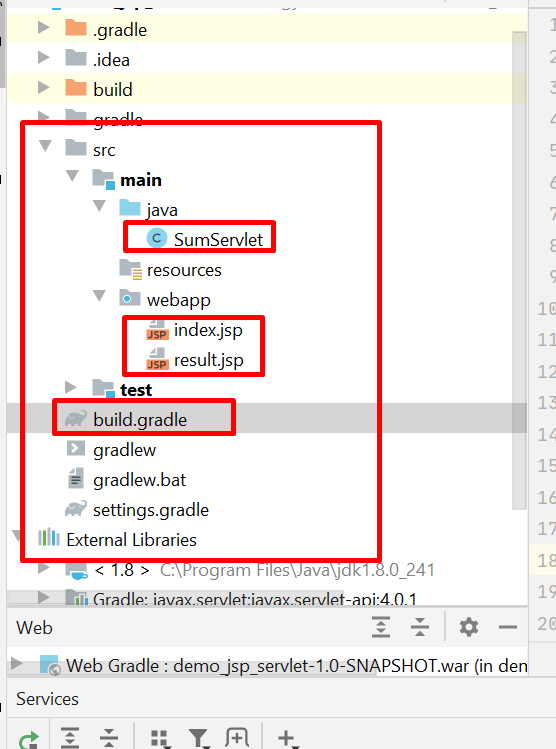 .gradle
1
.idea
2
build
3
gradle
4
src
5
main
6
java
7
SumServlet
8
resources
9
webapp
10
JSP index.jsp
11
JSP result.jsp
12
test
13
build.gradle
14
gradlew
15
gradlew.bat
16
settings.gradle
17
External Libraries
18
< 1.8 > C:\Program Files\Java\jdk1.8.0_241
19
Gradle: javax.servlet:javax.servlet-api:4.0.1
20
Web
Web Gradle : demo_jsp_servlet-1.0-SNAPSHOT.war (in dem
Services